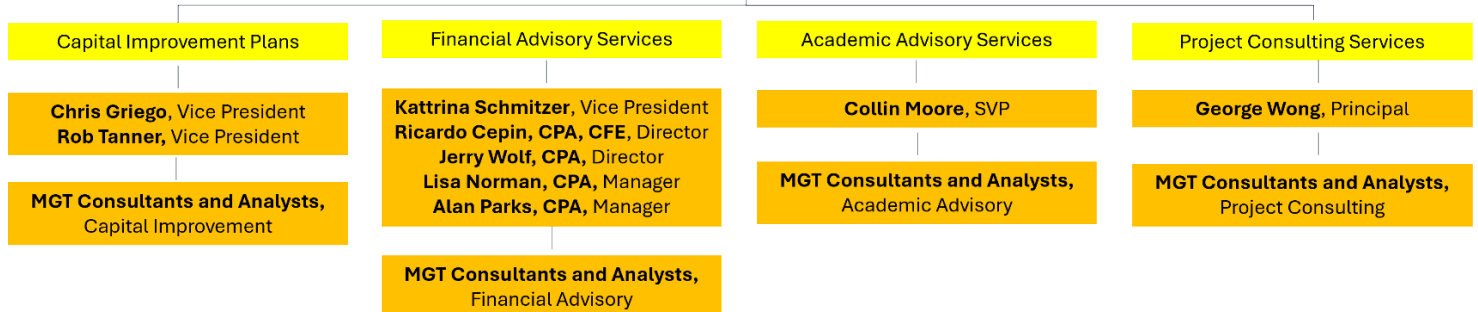 Capital Improvement Plans
Chris Griego, Vice President
Rob Tanner, Vice President
MGT Consultants and Analysts,
Capital Improvement
Financial Advisory Services
Kattrina Schmitzer, Vice President
Ricardo Cepin, CPA, CFE, Director
Jerry Wolf, CPA, Director
Lisa Norman, CPA, Manager
Alan Parks, CPA, Manager
MGT Consultants and Analysts,
Financial Advisory
Academic Advisory Services
Collin Moore, SVP
MGT Consultants and Analysts,
Academic Advisory
Project Consulting Services
George Wong, Principal
MGT Consultants and Analysts,
Project Consulting